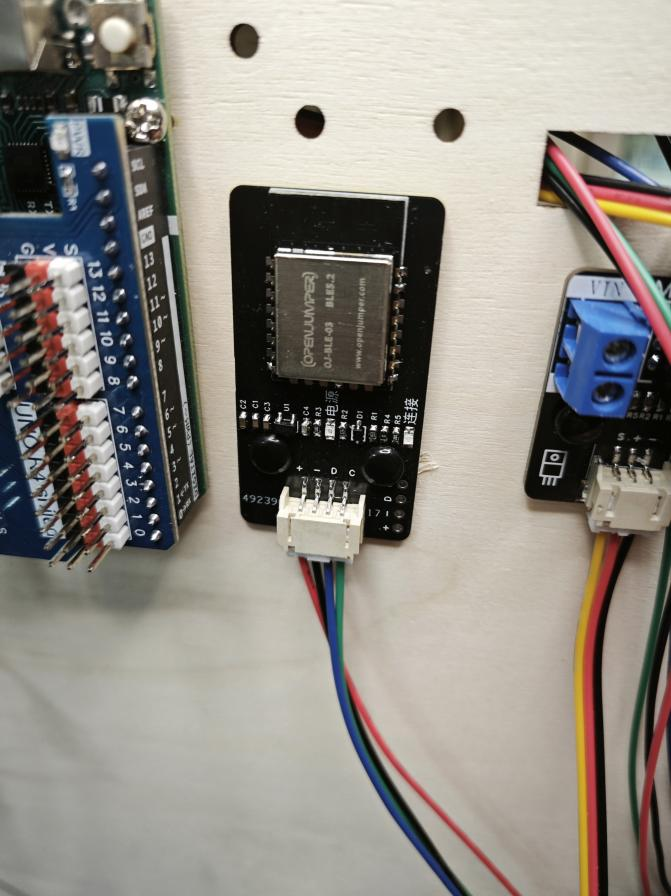 SCL
SDA
AREF
GND
13
12
11~
10~
9~
8
7
6~
5~
4
3~
2
13
12
11
10
9
8
7
6
5
4
3
2
1
0
S
V
G
(OPENJUMPER)
OJ-BLE-03 BLE5.2
www.openjumper.com
C2 C1 C3 U1 C4 R3 电源 R2 D1 R1 R4 R5 连接
+ - D C
49239
17
D
-
+
VIN
S + -